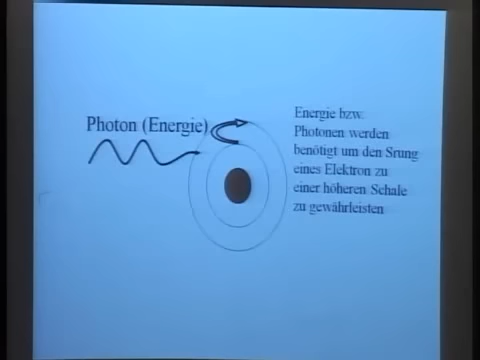 Photon (Energie)
Energie bzw.
Photonen werden
benötigt um den Srung
eines Elektron zu
einer höheren Schale
zu gewährleisten